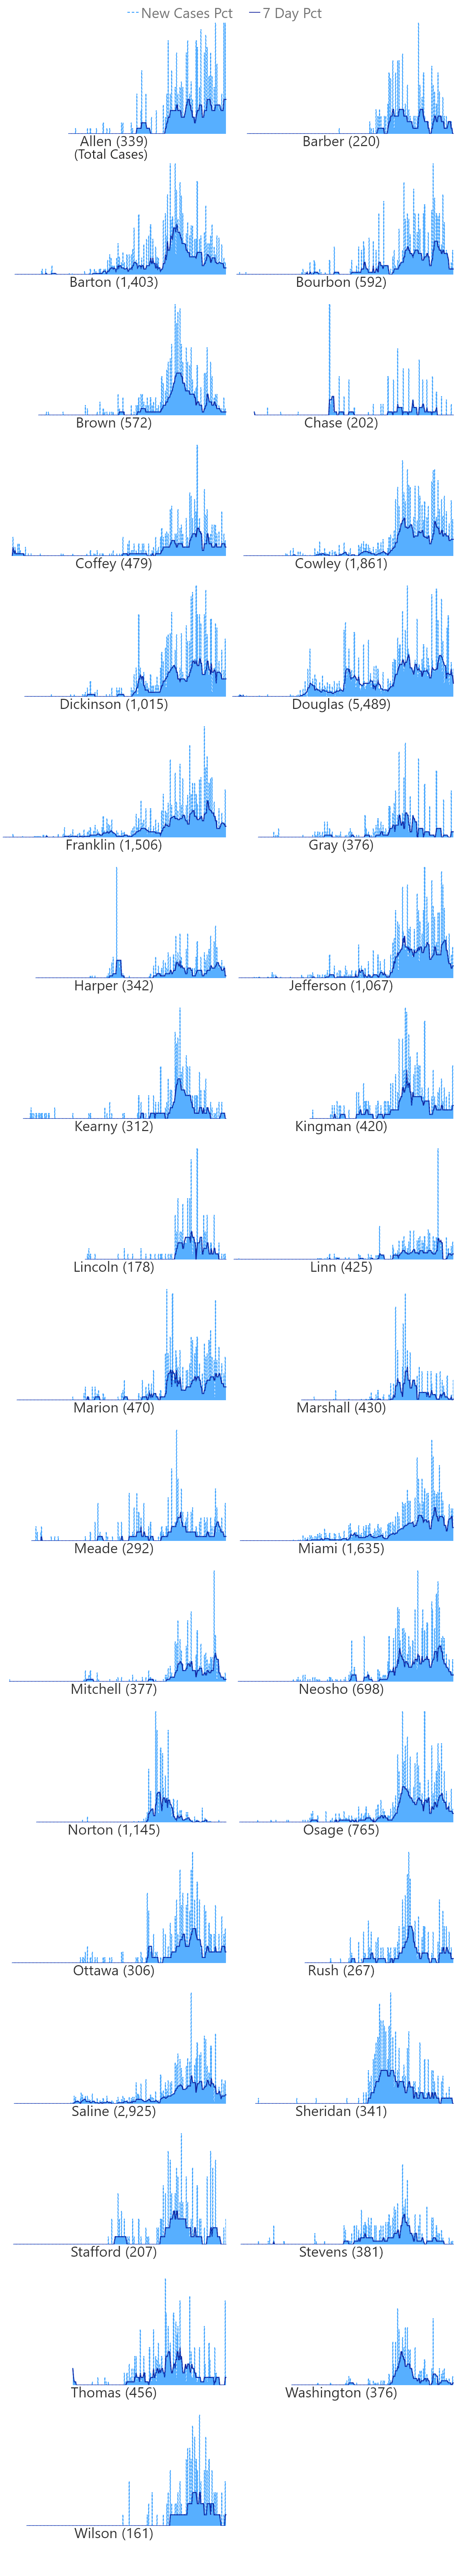 New Cases Pct 7 Day Pct
Allen (339)
(Total Cases)
Barber (220)
Barton (1,403)
Bourbon (592)
Brown (572)
Chase (202)
Coffey (479)
Cowley (1,861)
Dickinson (1,015)
Douglas (5,489)
Franklin (1,506)
Gray (376)
Harper (342)
Jefferson (1,067)
Kearny (312)
Kingman (420)
Lincoln (178)
Linn (425)
Marion (470)
Marshall (430)
Meade (292)
Miami (1,635)
Mitchell (377)
Neosho (698)
Norton (1,145)
Osage (765)
Ottawa (306)
Rush (267)
Saline (2,925)
Sheridan (341)
Stafford (207)
Stevens (381)
Thomas (456)
Washington (376)
Wilson (161)